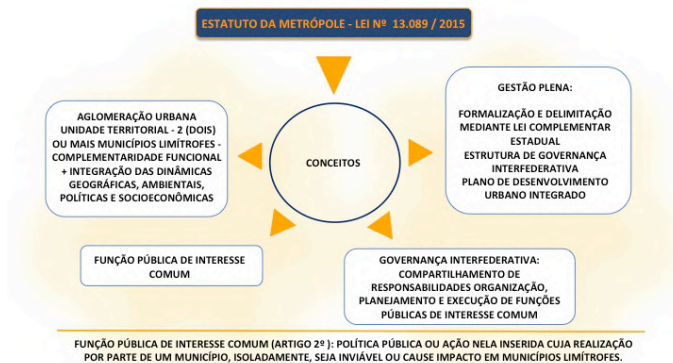 ESTATUTO DA METRÓPOLE - LEI Nº 13.089 / 2015
AGLOMERAÇÃO URBANA
UNIDADE TERRITORIAL - 2 (DOIS)
OU MAIS MUNICÍPIOS LIMÍTROFES -
COMPLEMENTARIDADE FUNCIONAL
+ INTEGRAÇÃO DAS DINÂMICAS
GEOGRÁFICAS, AMBIENTAIS,
POLÍTICAS E SOCIOECONÔMICAS
CONCEITOS
GESTÃO PLENA:
FORMALIZAÇÃO E DELIMITAÇÃO
MEDIANTE LEI COMPLEMENTAR
ESTADUAL
ESTRUTURA DE GOVERNANÇA
INTERFEDERATIVA
PLANO DE DESENVOLVIMENTO
URBANO INTEGRADO
FUNÇÃO PÚBLICA DE INTERESSE
COMUM
GOVERNANÇA INTERFEDERATIVA:
COMPARTILHAMENTO DE
RESPONSABILIDADES ORGANIZAÇÃO,
PLANEJAMENTO E EXECUÇÃO DE FUNÇÕES
PÚBLICAS DE INTERESSE COMUM
FUNÇÃO PÚBLICA DE INTERESSE COMUM (ARTIGO 2º ): POLÍTICA PÚBLICA OU AÇÃO NELA INSERIDA CUJA REALIZAÇÃO
POR PARTE DE UM MUNICÍPIO, ISOLADAMENTE, SEJA INVIÁVEL OU CAUSE IMPACTO EM MUNICÍPIOS LIMÍTROFES.